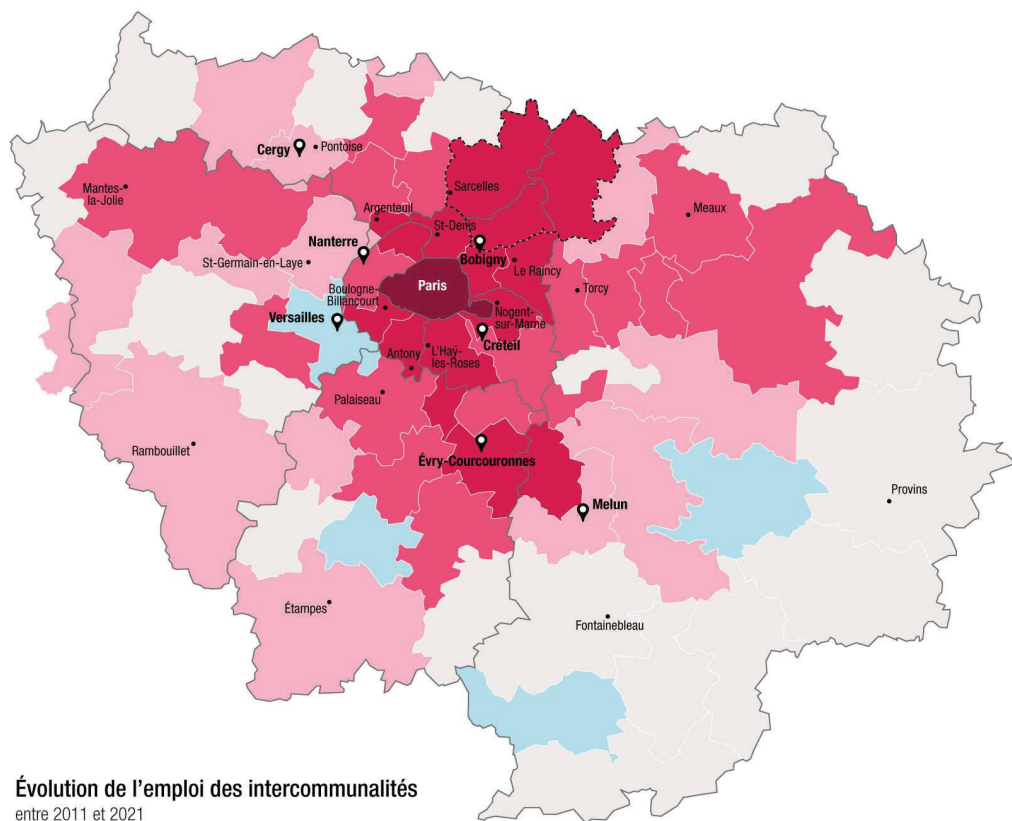 Cergy
Pontoise
Mantes-
la-Jolie
Sarcelles
Meaux
Argenteuil
St-Denis
Nanterre
Bobigny
St-Germain-en-Laye
Le Raincy
Boulogne-
Billancourt
Paris
Torcy
Versailles
Nogent-
sur-Marne
Créteil
Antony
L'Haÿ-
les-Roses
Palaiseau
Rambouillet
Évry-Courcouronnes
Provins
Melun
Étampes
Fontainebleau
Évolution de l'emploi des intercommunalités
entre 2011 et 2021